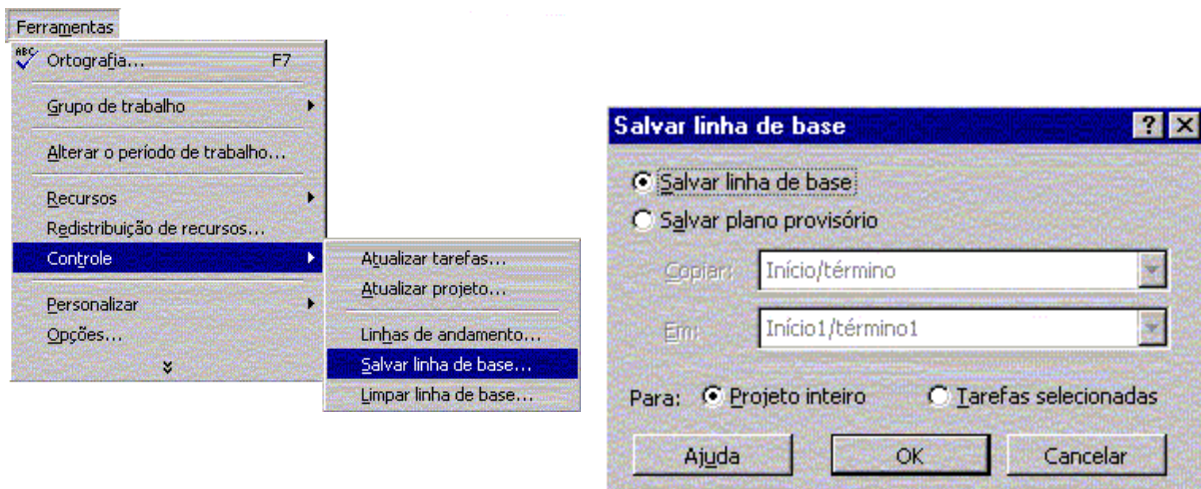 Ferramentas
ABC
Ortografia... F7
Grupo de trabalho
Alterar o período de trabalho...
Recursos
Redistribuição de recursos...
Controle
Personalizar
Opções...
Atualizar tarefas...
Atualizar projeto...
Linhas de andamento...
Salvar linha de base...
Limpar linha de base...
Salvar linha de base ? X
Salvar linha de base
Salvar plano provisório
Copiar: Início/término
Em: Início1/término1
Para: Projeto inteiro Tarefas selecionadas
Ajuda OK Cancelar